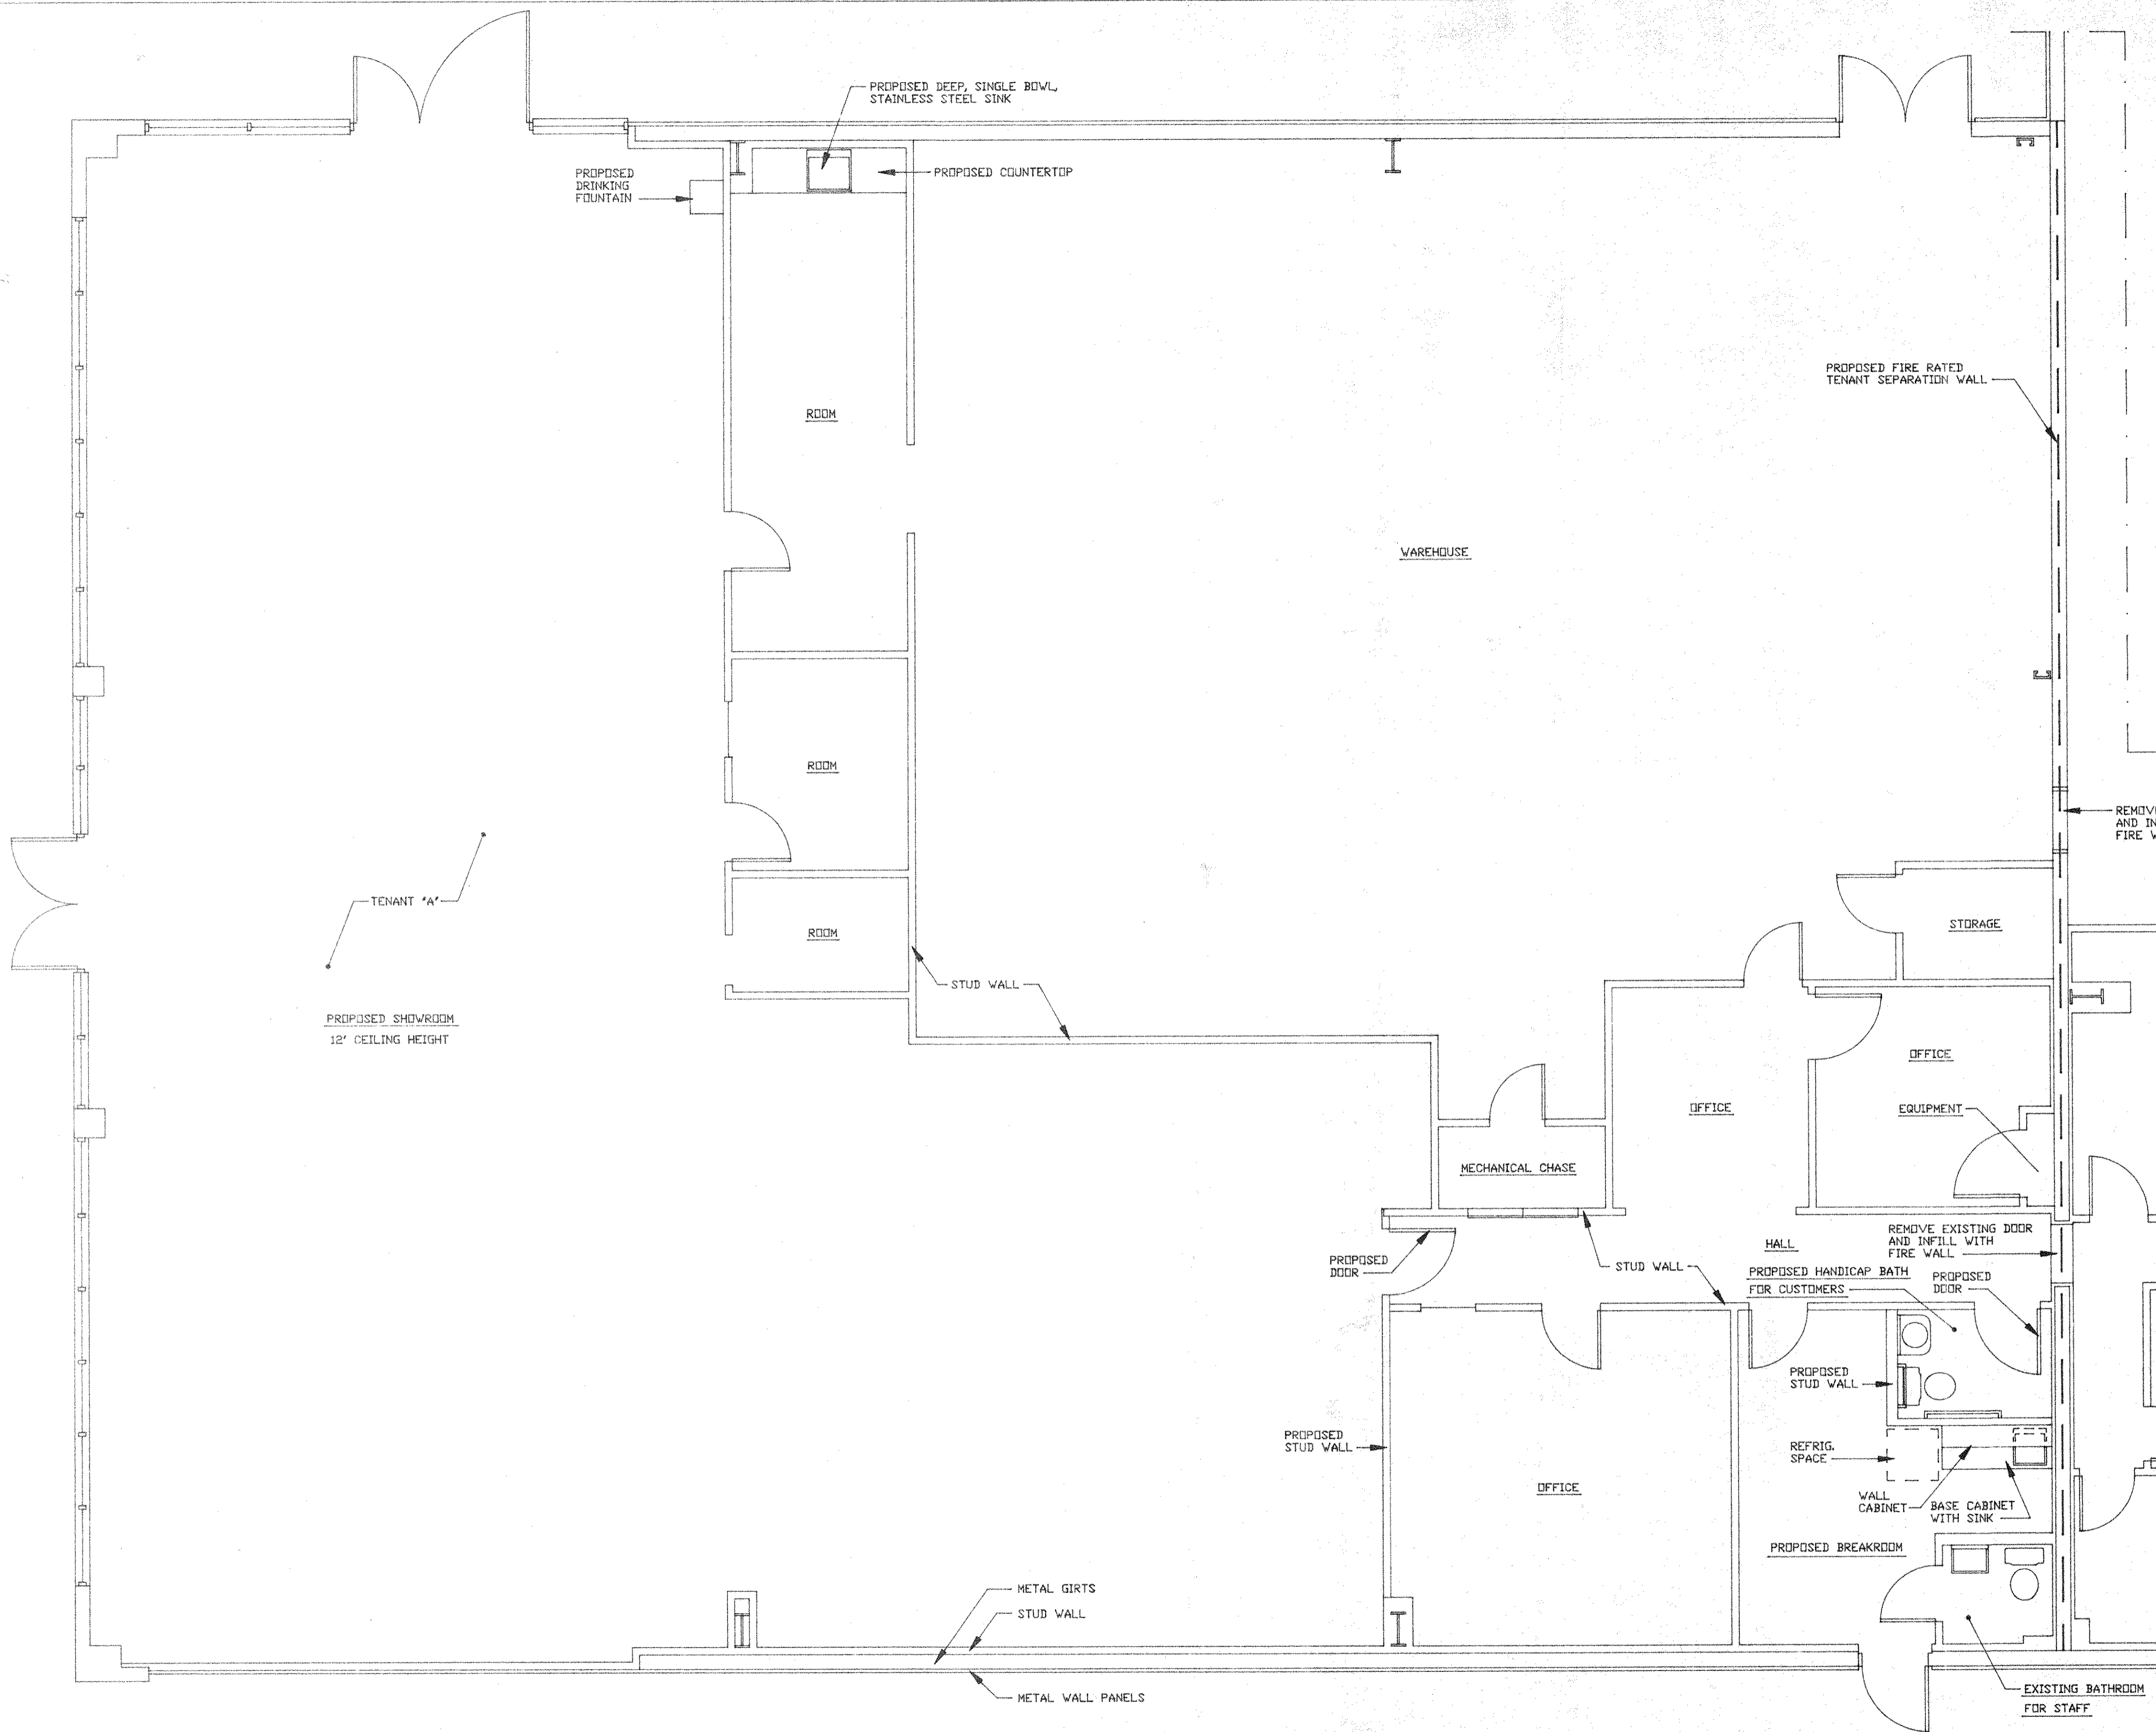 PROPOSED DEEP, SINGLE BOWL,
STAINLESS STEEL SINK
PROPOSED
DRINKING
FOUNTAIN
PROPOSED COUNTERTOP
PROPOSED FIRE RATED
TENANT SEPARATION WALL
ROOM
WAREHOUSE
ROOM
REMOV
AND IN
FIRE W
TENANT "A"
ROOM
STORAGE
STUD WALL
PROPOSED SHOWROOM
12' CEILING HEIGHT
OFFICE
OFFICE
EQUIPMENT
MECHANICAL CHASE
REMOVE EXISTING DOOR
AND INFILL WITH
FIRE WALL
HALL
PROPOSED
DOOR
STUD WALL
PROPOSED HANDICAP BATH
FOR CUSTOMERS
PROPOSED
DOOR
PROPOSED
STUD WALL
PROPOSED
STUD WALL
REFRIG.
SPACE
OFFICE
WALL
CABINET
BASE CABINET
WITH SINK
PROPOSED BREAKROOM
METAL GIRTS
STUD WALL
METAL WALL PANELS
EXISTING BATHROOM
FOR STAFF